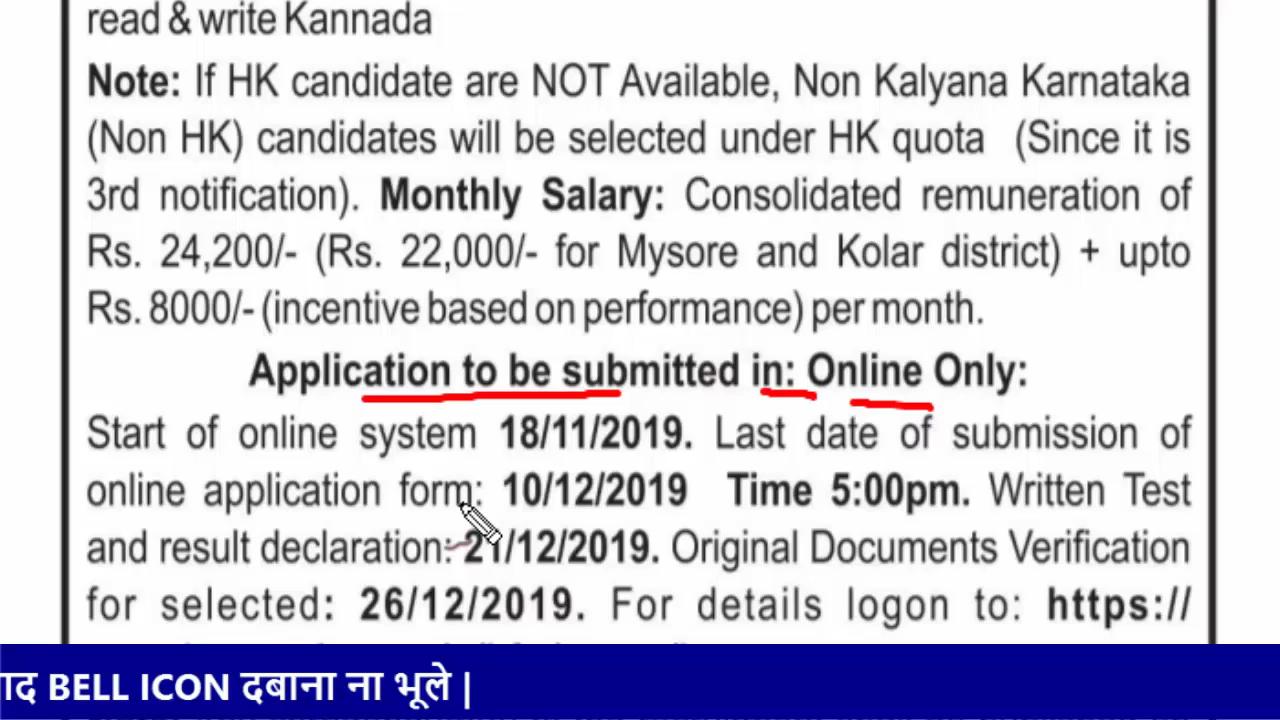 read & write Kannada
Note: If HK candidate are NOT Available, Non Kalyana Karnataka
(Non HK) candidates will be selected under HK quota (Since it is
3rd notification). Monthly Salary: Consolidated remuneration of
Rs. 24,200/- (Rs. 22,000/- for Mysore and Kolar district) + upto
Rs. 8000/- (incentive based on performance) per month.
Application to be submitted in: Online Only:
Start of online system 18/11/2019. Last date of submission of
online application form: 10/12/2019 Time 5:00pm. Written Test
and result declaration: 21/12/2019. Original Documents Verification
for selected: 26/12/2019. For details logon to: https://
BELL ICON दबाना ना भूले |